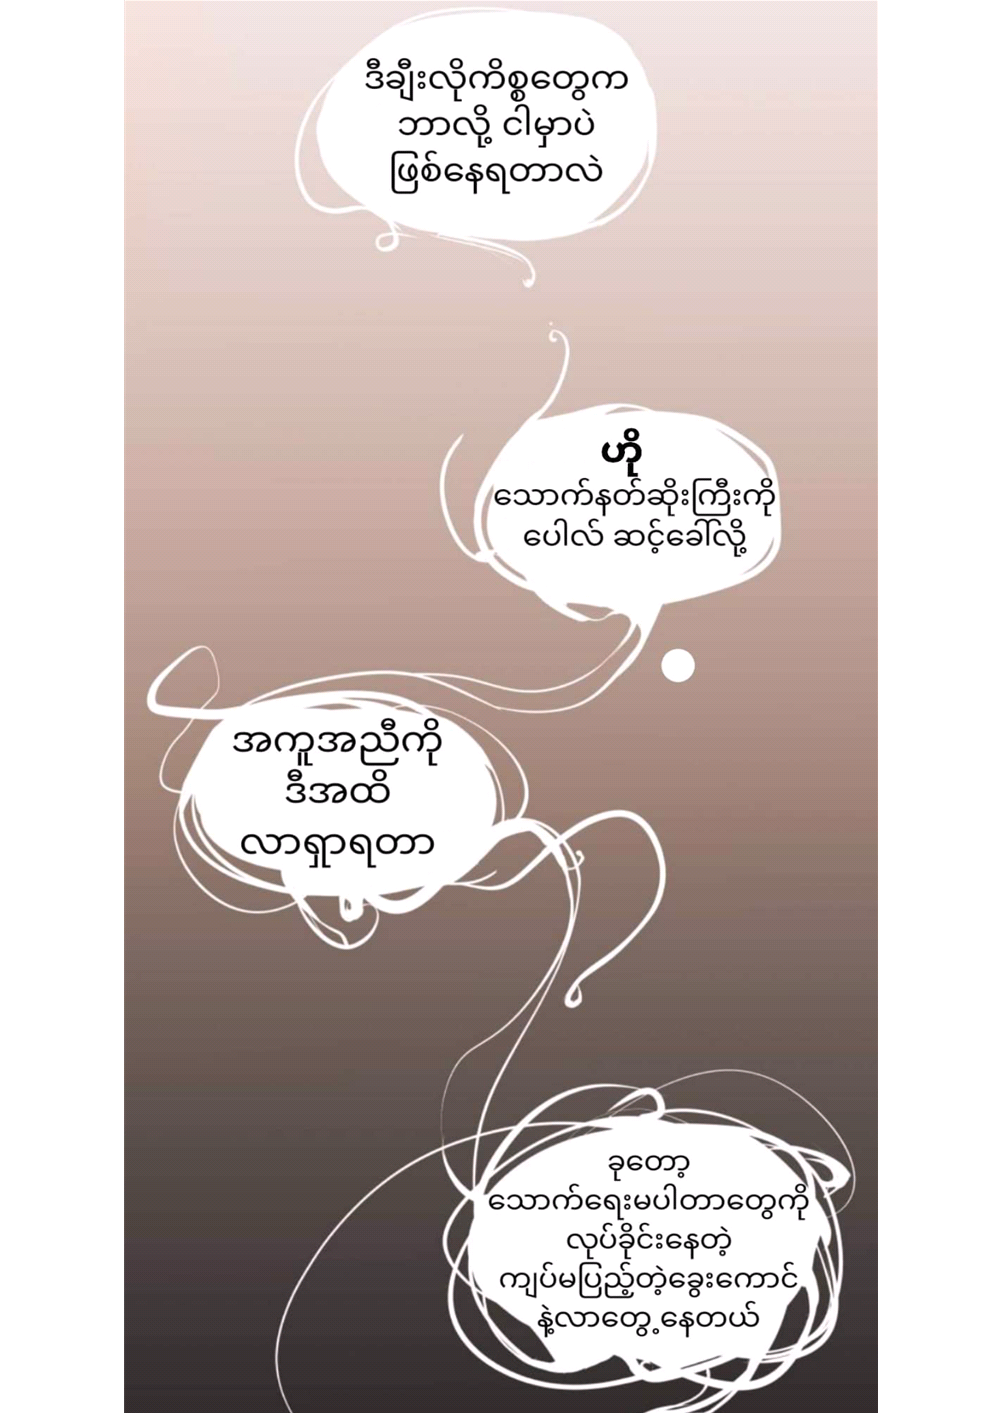 ဒီချီးလိုကိစ္စတွေက
ဘာလို့ ငါမှာပဲ
ဖြစ်နေရတာလဲ
ဟို
သောက်နတ်ဆိုးကြီးကို
ပေါလ် ဆင့်ခေါ်လို့
အကူအညီကို
ဒီအထိ
လာရှာရတာ
ခုတော့
သောက်ရေးမပါတာတွေကို
လုပ်ခိုင်းနေတဲ့
ကျပ်မပြည့်တဲ့ခွေးကောင်
နဲ့လာတွေ့နေတယ်